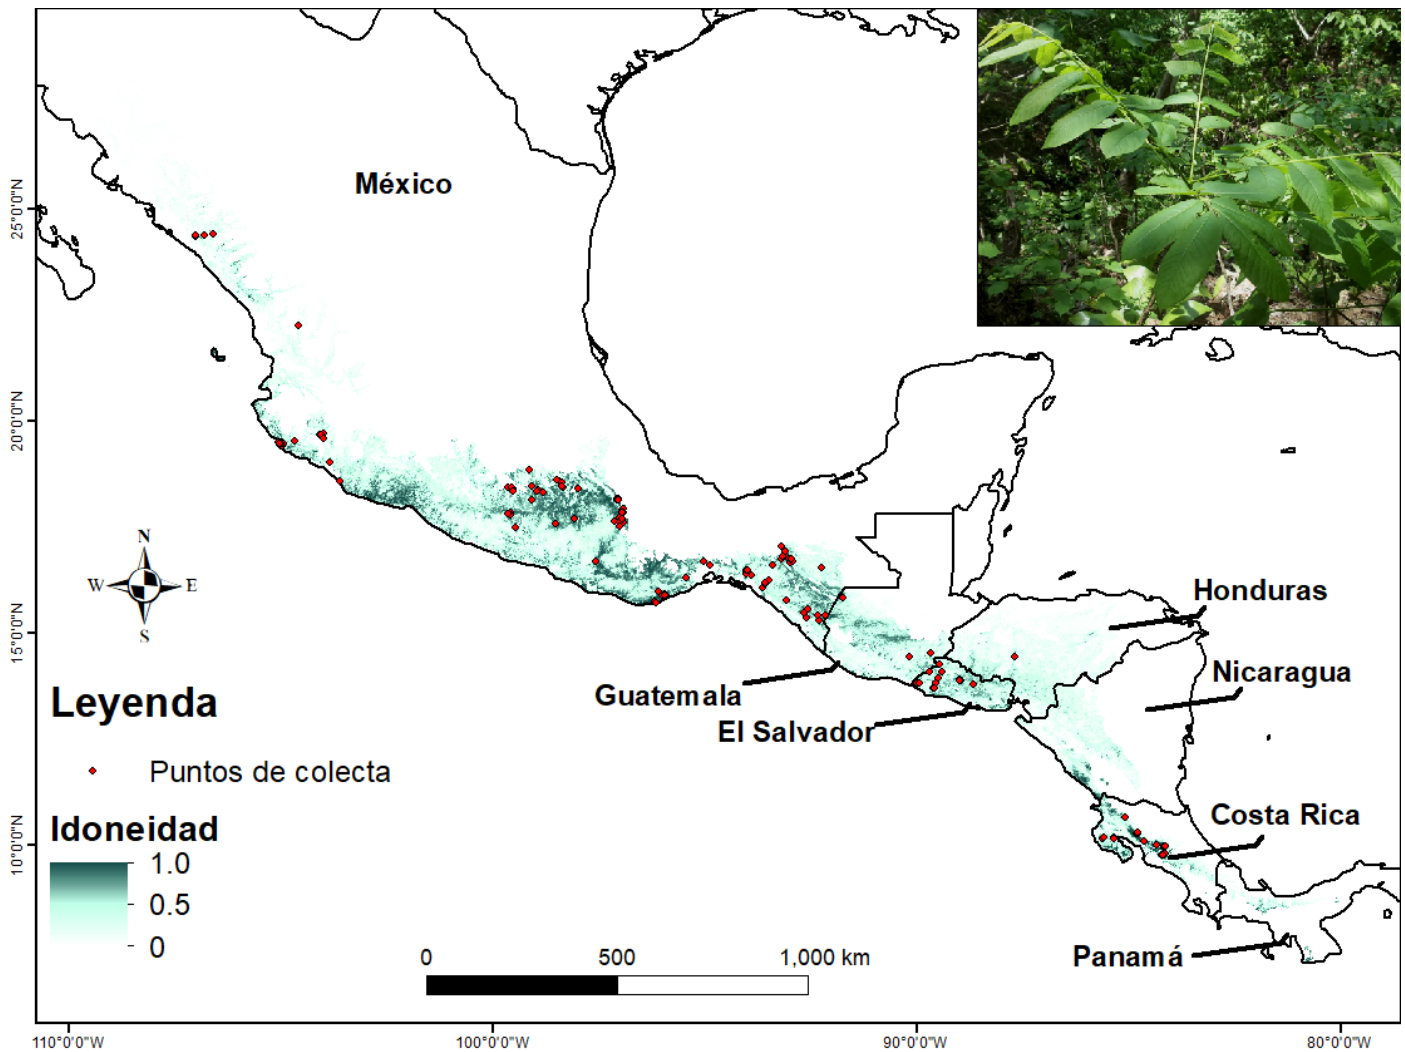 México
25°0'0"N
20°0'0"N
15°0'0"N
10°0'0"N
N
W
E
S
Honduras
Nicaragua
Guatemala
El Salvador
Costa Rica
Panamá
Leyenda
Puntos de colecta
Idoneidad
1.0
0.5
0
0 500 1,000 km
110°0'0"W 100°0'0"W 90°0'0"W 80°0'0"W